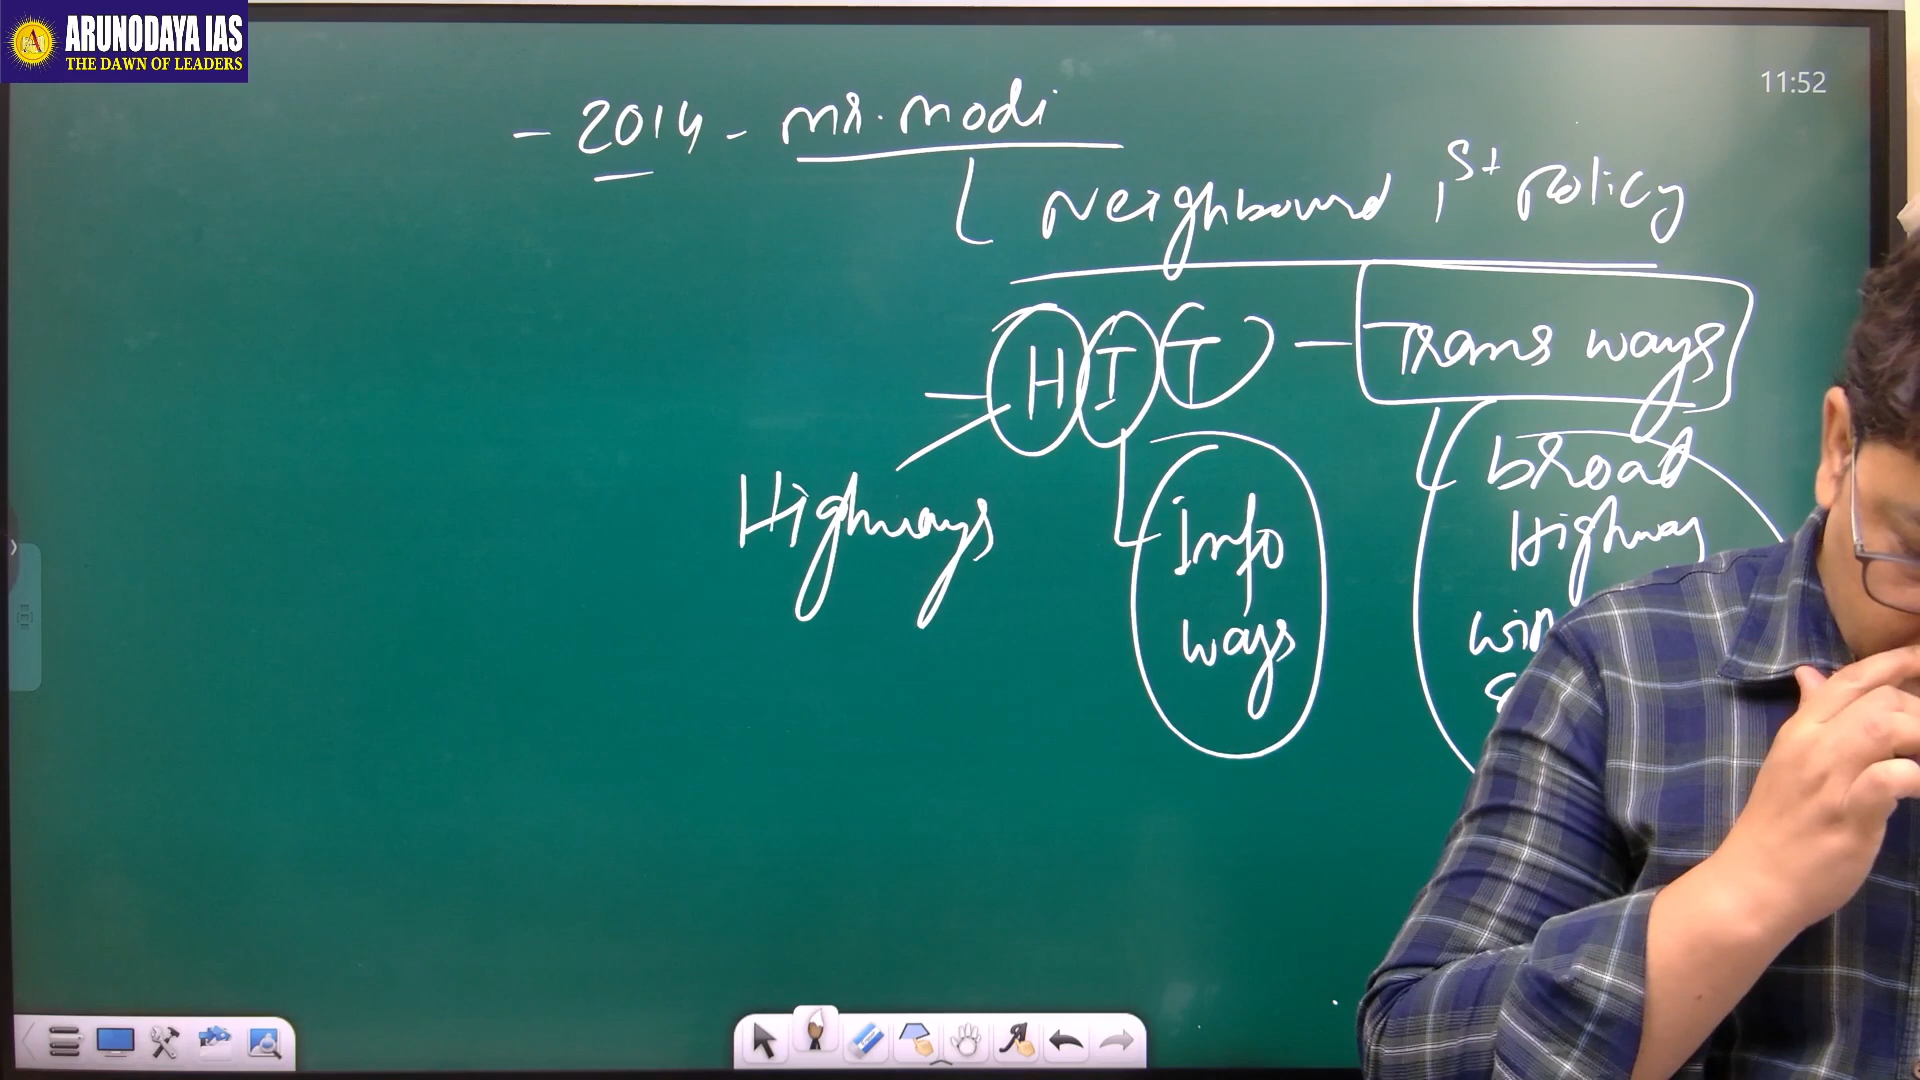 ARUNODAYA IAS
THE DAWN OF LEADERS
11:52
- 2014 - Mr. Modi
Neighbourhood 1st Policy
- H I T - Trans ways
Highways
Info
ways
broad
Highway